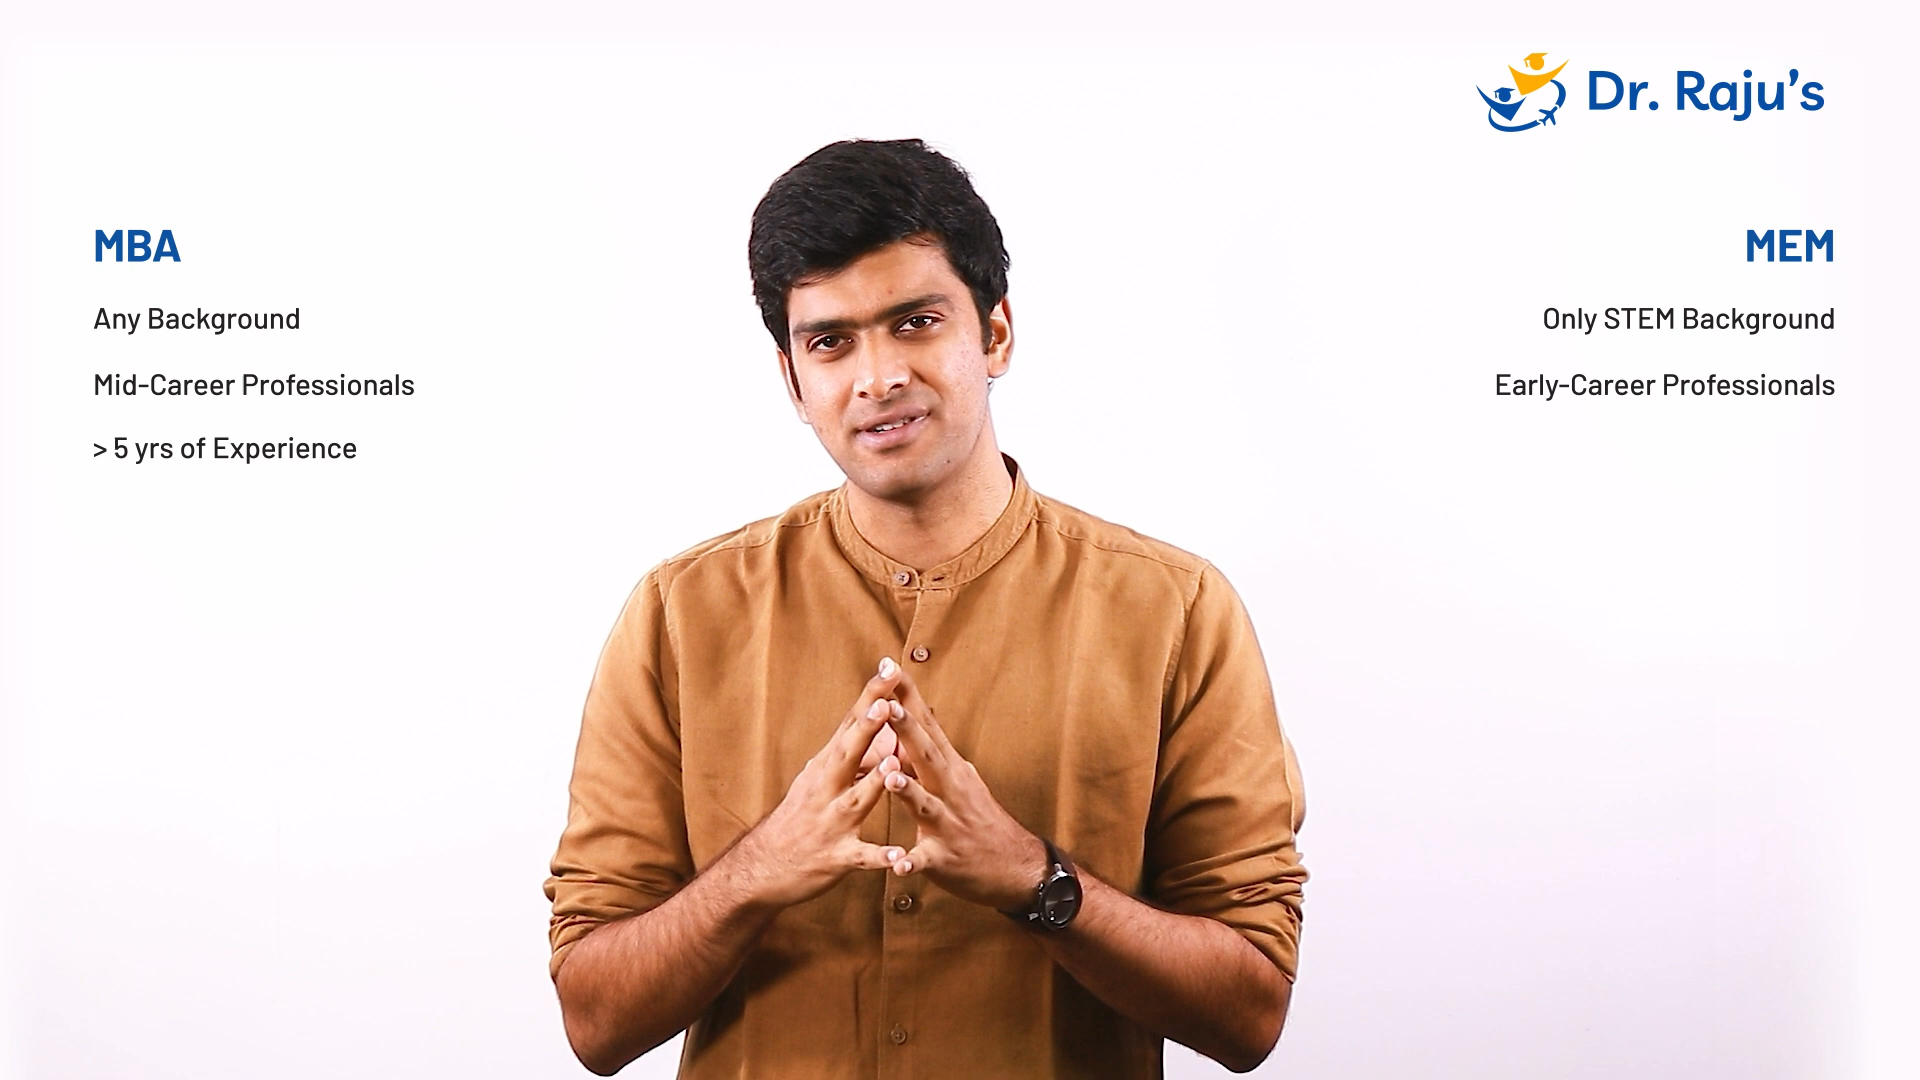 Dr. Raju's
MBA
MEM
Any Background
Only STEM Background
Mid-Career Professionals
Early-Career Professionals
> 5 yrs of Experience